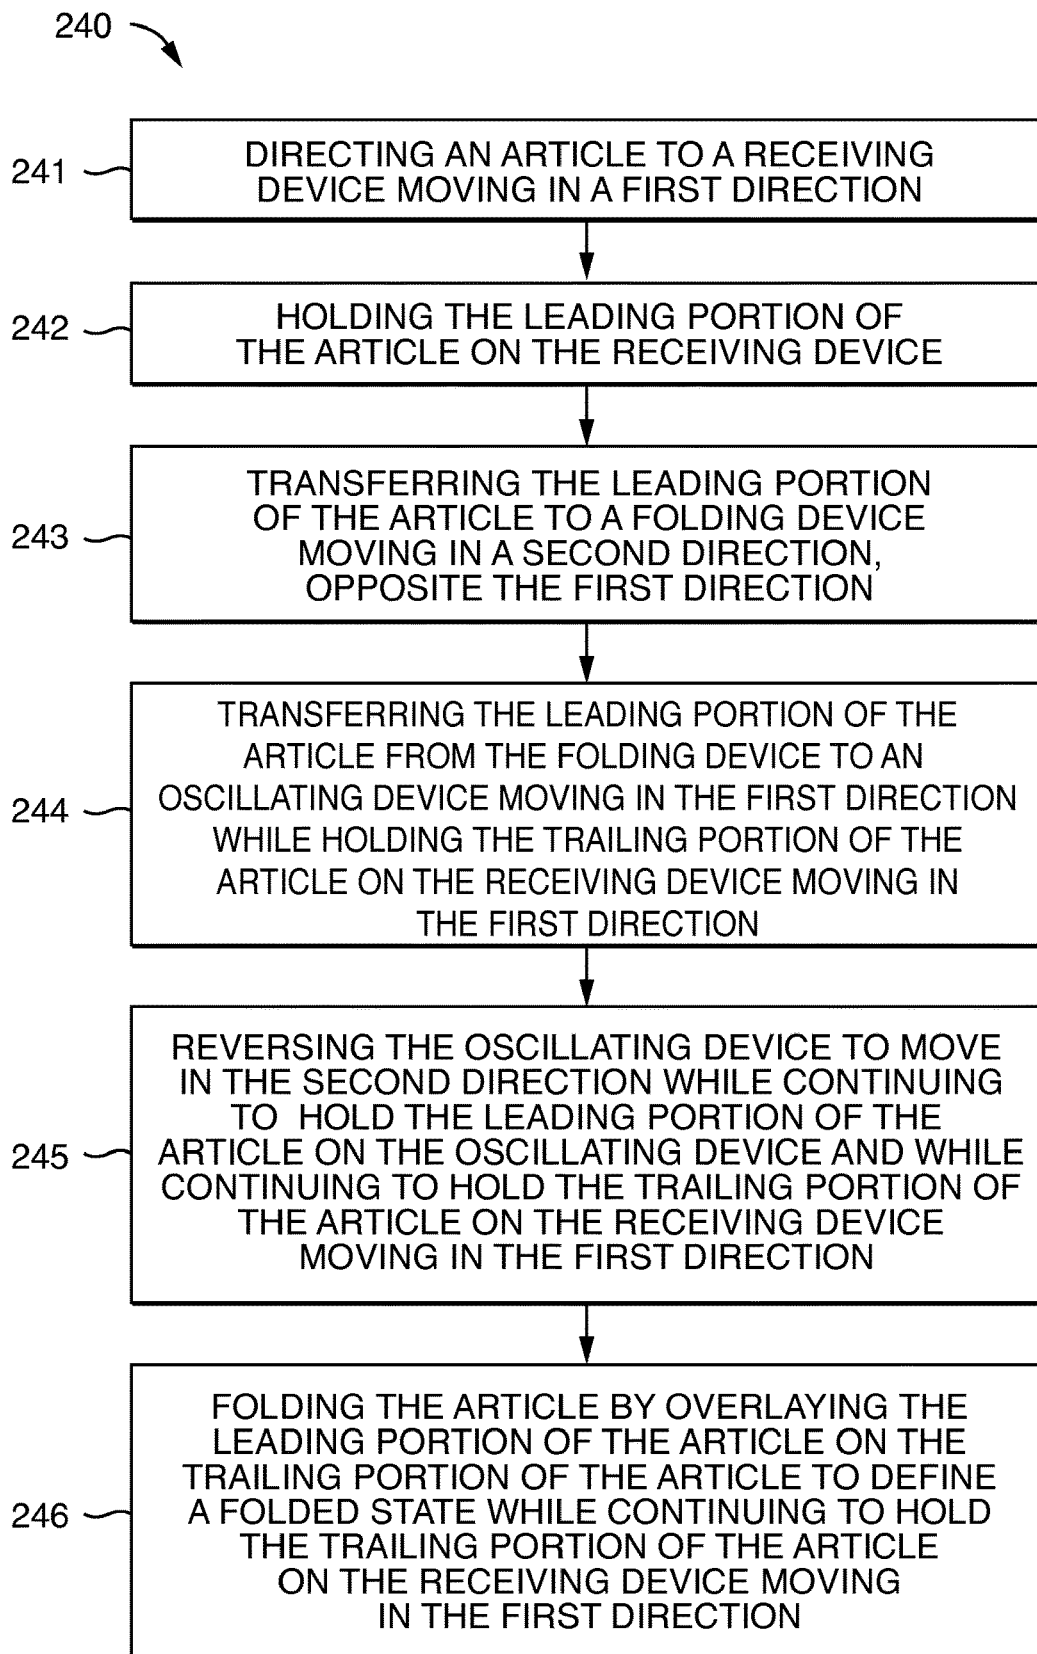 240
241
DIRECTING AN ARTICLE TO A RECEIVING
DEVICE MOVING IN A FIRST DIRECTION
242
HOLDING THE LEADING PORTION OF
THE ARTICLE ON THE RECEIVING DEVICE
243
TRANSFERRING THE LEADING PORTION
OF THE ARTICLE TO A FOLDING DEVICE
MOVING IN A SECOND DIRECTION,
OPPOSITE THE FIRST DIRECTION
244
TRANSFERRING THE LEADING PORTION OF THE
ARTICLE FROM THE FOLDING DEVICE TO AN
OSCILLATING DEVICE MOVING IN THE FIRST DIRECTION
WHILE HOLDING THE TRAILING PORTION OF THE
ARTICLE ON THE RECEIVING DEVICE MOVING IN
THE FIRST DIRECTION
245
REVERSING THE OSCILLATING DEVICE TO MOVE
IN THE SECOND DIRECTION WHILE CONTINUING
TO HOLD THE LEADING PORTION OF THE
ARTICLE ON THE OSCILLATING DEVICE AND WHILE
CONTINUING TO HOLD THE TRAILING PORTION OF
THE ARTICLE ON THE RECEIVING DEVICE
MOVING IN THE FIRST DIRECTION
246
FOLDING THE ARTICLE BY OVERLAYING THE
LEADING PORTION OF THE ARTICLE ON THE
TRAILING PORTION OF THE ARTICLE TO DEFINE
A FOLDED STATE WHILE CONTINUING TO HOLD
THE TRAILING PORTION OF THE ARTICLE
ON THE RECEIVING DEVICE MOVING
IN THE FIRST DIRECTION